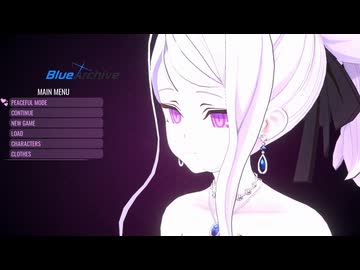 BlueArchive
MAIN MENU
PEACEFUL MODE
CONTINUE
NEW GAME
LOAD
CHARACTERS
CLOTHES